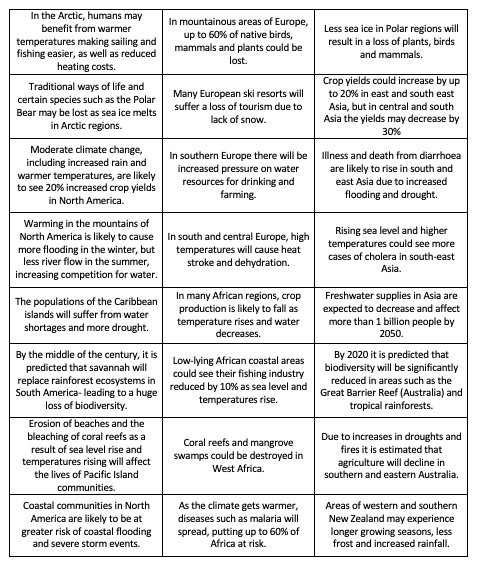 In the Arctic, humans may
benefit from warmer
temperatures making sailing and
fishing easier, as well as reduced
heating costs.
In mountainous areas of Europe,
up to 60% of native birds,
mammals and plants could be
lost.
Less sea ice in Polar regions will
result in a loss of plants, birds
and mammals.
Traditional ways of life and
certain species such as the Polar
Bear may be lost as sea ice melts
in Arctic regions.
Many European ski resorts will
suffer a loss of tourism due to
lack of snow.
Crop yields could increase by up
to 20% in east and south east
Asia, but in central and south
Asia the yields may decrease by
30%
Moderate climate change,
including increased rain and
warmer temperatures, are likely
to see 20% increased crop yields
in North America.
In southern Europe there will be
increased pressure on water
resources for drinking and
farming.
Illness and death from diarrhoea
are likely to rise in south and
east Asia due to increased
flooding and drought.
Warming in the mountains of
North America is likely to cause
more flooding in the winter, but
less river flow in the summer,
increasing competition for water.
In south and central Europe, high
temperatures will cause heat
stroke and dehydration.
Rising sea level and higher
temperatures could see more
cases of cholera in south-east
Asia.
The populations of the Caribbean
islands will suffer from water
shortages and more drought.
In many African regions, crop
production is likely to fall as
temperature rises and water
decreases.
Freshwater supplies in Asia are
expected to decrease and affect
more than 1 billion people by
2050.
By the middle of the century, it is
predicted that savannah will
replace rainforest ecosystems in
South America- leading to a huge
loss of biodiversity.
Low-lying African coastal areas
could see their fishing industry
reduced by 10% as sea level and
temperatures rise.
By 2020 it is predicted that
biodiversity will be significantly
reduced in areas such as the
Great Barrier Reef (Australia) and
tropical rainforests.
Erosion of beaches and the
bleaching of coral reefs as a
result of sea level rise and
temperatures rising will affect
the lives of Pacific Island
communities.
Coral reefs and mangrove
swamps could be destroyed in
West Africa.
Due to increases in droughts and
fires it is estimated that
agriculture will decline in
southern and eastern Australia.
Coastal communities in North
America are likely to be at
greater risk of coastal flooding
and severe storm events.
As the climate gets warmer,
diseases such as malaria will
spread, putting up to 60% of
Africa at risk.
Areas of western and southern
New Zealand may experience
longer growing seasons, less
frost and increased rainfall.